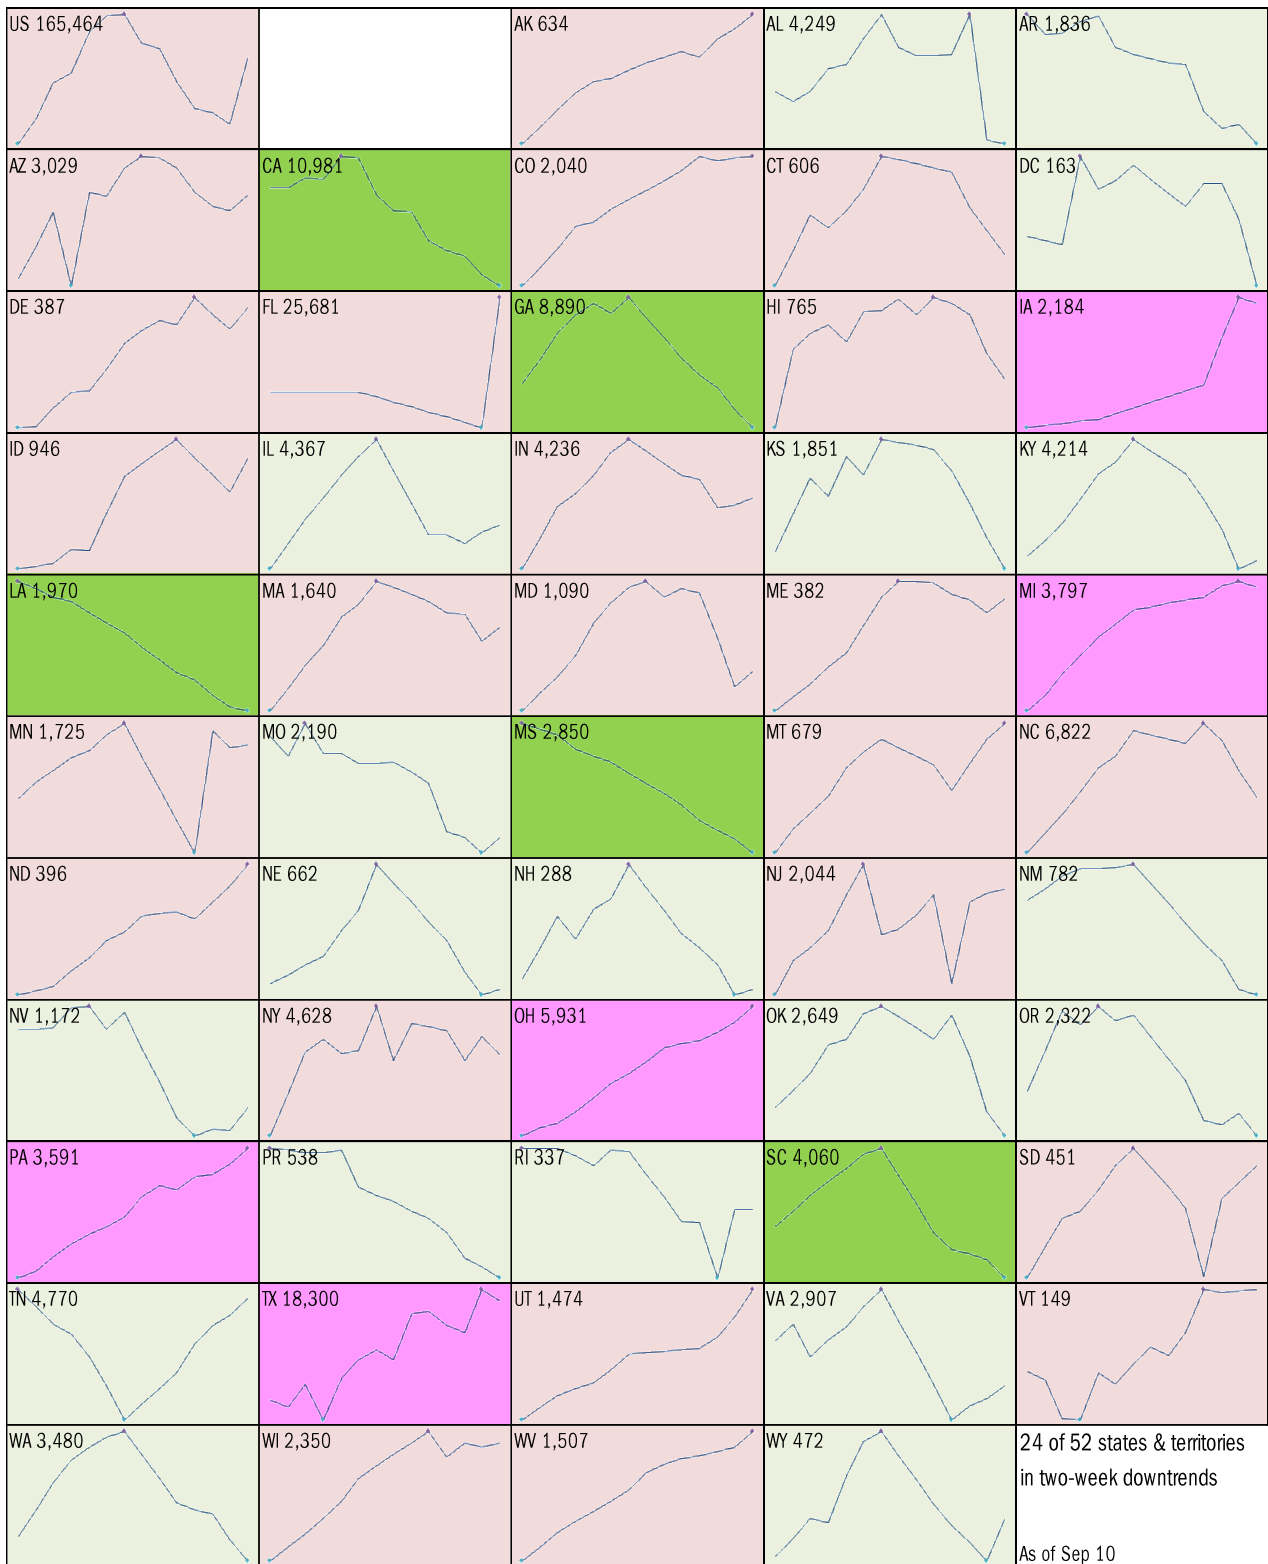 US 165,464
AK 634
AL 4,249
AR 1,836
AZ 3,029
CA 10,981
CO 2,040
CT 606
DC 163
DE 387
FL 25,681
GA 8,890
HI 765
IA 2,184
ID 946
IL 4,367
IN 4,236
KS 1,851
KY 4,214
LA 1,970
MA 1,640
MD 1,090
ME 382
MI 3,797
MN 1,725
MO 2,190
MS 2,850
MT 679
NC 6,822
ND 396
NE 662
NH 288
NJ 2,044
NM 782
NV 1,172
NY 4,628
OH 5,931
OK 2,649
OR 2,322
PA 3,591
PR 538
RI 337
SC 4,060
SD 451
TN 4,770
TX 18,300
UT 1,474
VA 2,907
VT 149
WA 3,480
WI 2,350
WV 1,507
WY 472
24 of 52 states & territories
in two-week downtrends
As of Sep 10